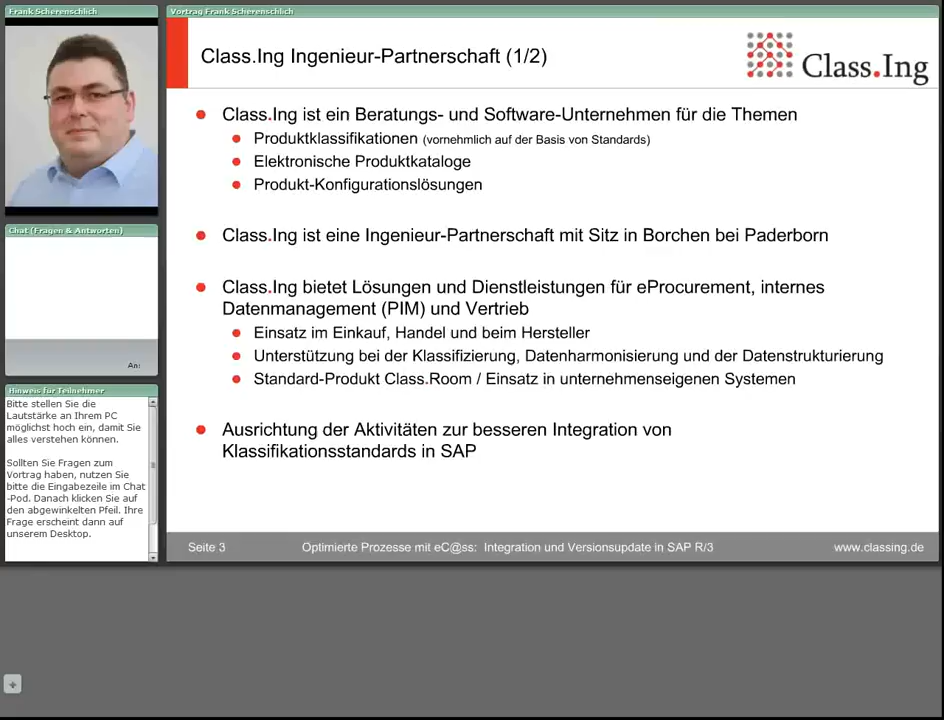 Frank Scherenschlich
Vortrag Frank Scherenschlich
Class.Ing Ingenieur-Partnerschaft (1/2)
Class.Ing
Class.Ing ist ein Beratungs- und Software-Unternehmen für die Themen
Produktklassifikationen (vornehmlich auf der Basis von Standards)
Elektronische Produktkataloge
Produkt-Konfigurationslösungen
Class.Ing ist eine Ingenieur-Partnerschaft mit Sitz in Borchen bei Paderborn
Class.Ing bietet Lösungen und Dienstleistungen für eProcurement, internes
Datenmanagement (PIM) und Vertrieb
Einsatz im Einkauf, Handel und beim Hersteller
Unterstützung bei der Klassifizierung, Datenharmonisierung und der Datenstrukturierung
Standard-Produkt Class.Room / Einsatz in unternehmenseigenen Systemen
Ausrichtung der Aktivitäten zur besseren Integration von
Klassifikationsstandards in SAP
Seite 3
Optimierte Prozesse mit eC@ss: Integration und Versionsupdate in SAP R/3
www.classing.de
Chat (Fragen & Antworten)
An:
Hinweis für Teilnehmer
Bitte stellen Sie die
Lautstärke an Ihrem PC
möglichst hoch ein, damit Sie
alles verstehen können.
Sollten Sie Fragen zum
Vortrag haben, nutzen Sie
bitte die Eingabezeile im Chat
-Pod. Danach klicken Sie auf
den abgewinkelten Pfeil. Ihre
Frage erscheint dann auf
unserem Desktop.